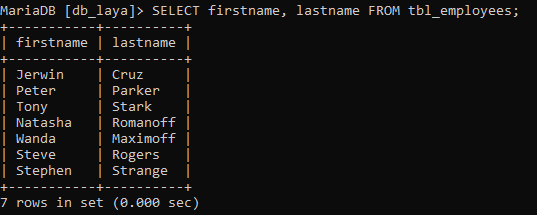 MariaDB [db_laya]> SELECT firstname, lastname FROM tbl_employees;
+-----------+----------+
| firstname | lastname |
+-----------+----------+
| Jerwin    | Cruz     |
| Peter     | Parker   |
| Tony      | Stark    |
| Natasha   | Romanoff |
| Wanda     | Maximoff |
| Steve     | Rogers   |
| Stephen   | Strange  |
+-----------+----------+
7 rows in set (0.000 sec)